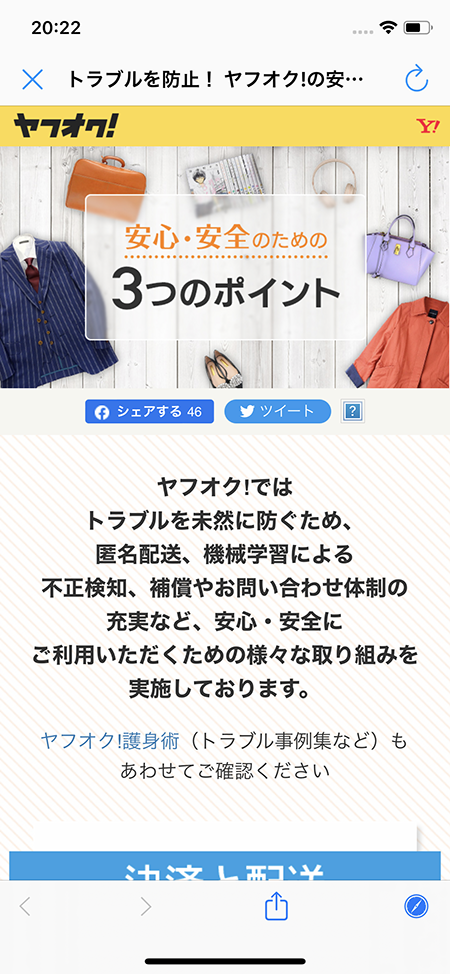 20:22
トラブルを防止！ ヤフオク!の安…
ヤフオク!
Y!
安心・安全のための
3つのポイント
シェアする 46
ツイート
?
ヤフオク!では
トラブルを未然に防ぐため、
匿名配送、機械学習による
不正検知、補償やお問い合わせ体制の
充実など、安心・安全に
ご利用いただくための様々な取り組みを
実施しております。
ヤフオク!護身術（トラブル事例集など）も
あわせてご確認ください
決済と配送